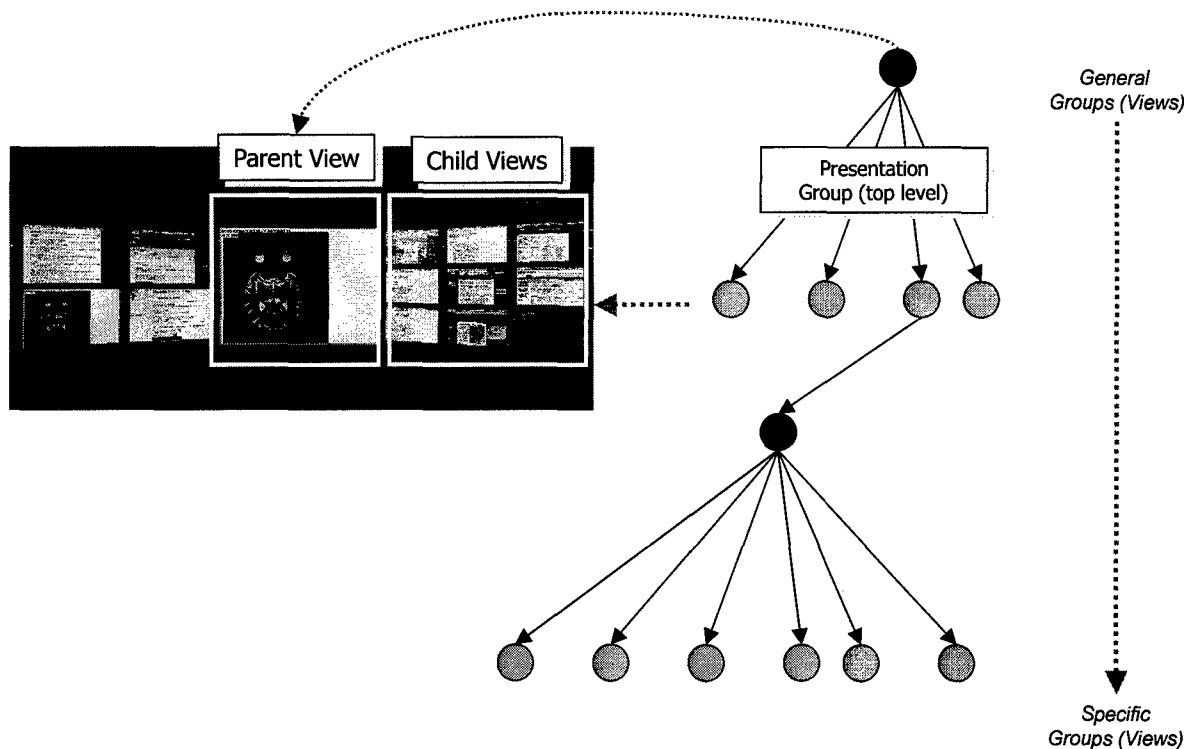 General
Groups (Views)
Parent View
Child Views
Presentation
Group (top level)
Specific
Groups (Views)